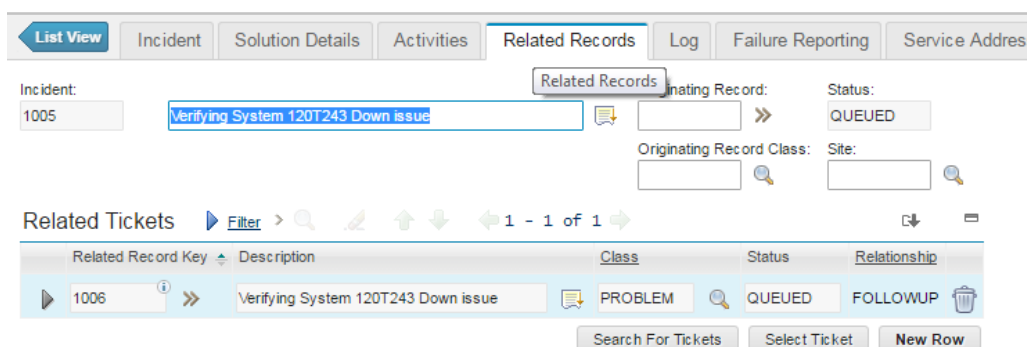 List View Incident Solution Details Activities Related Records Log Failure Reporting Service Addres
Related Records
Incident: inating Record: Status:
1005 Verifying System 120T243 Down issue QUEUED
Originating Record Class: Site:
Related Tickets Filter > 1 - 1 of 1
Related Record Key Description Class Status Relationship
1006 Verifying System 120T243 Down issue PROBLEM QUEUED FOLLOWUP
Search For Tickets Select Ticket New Row